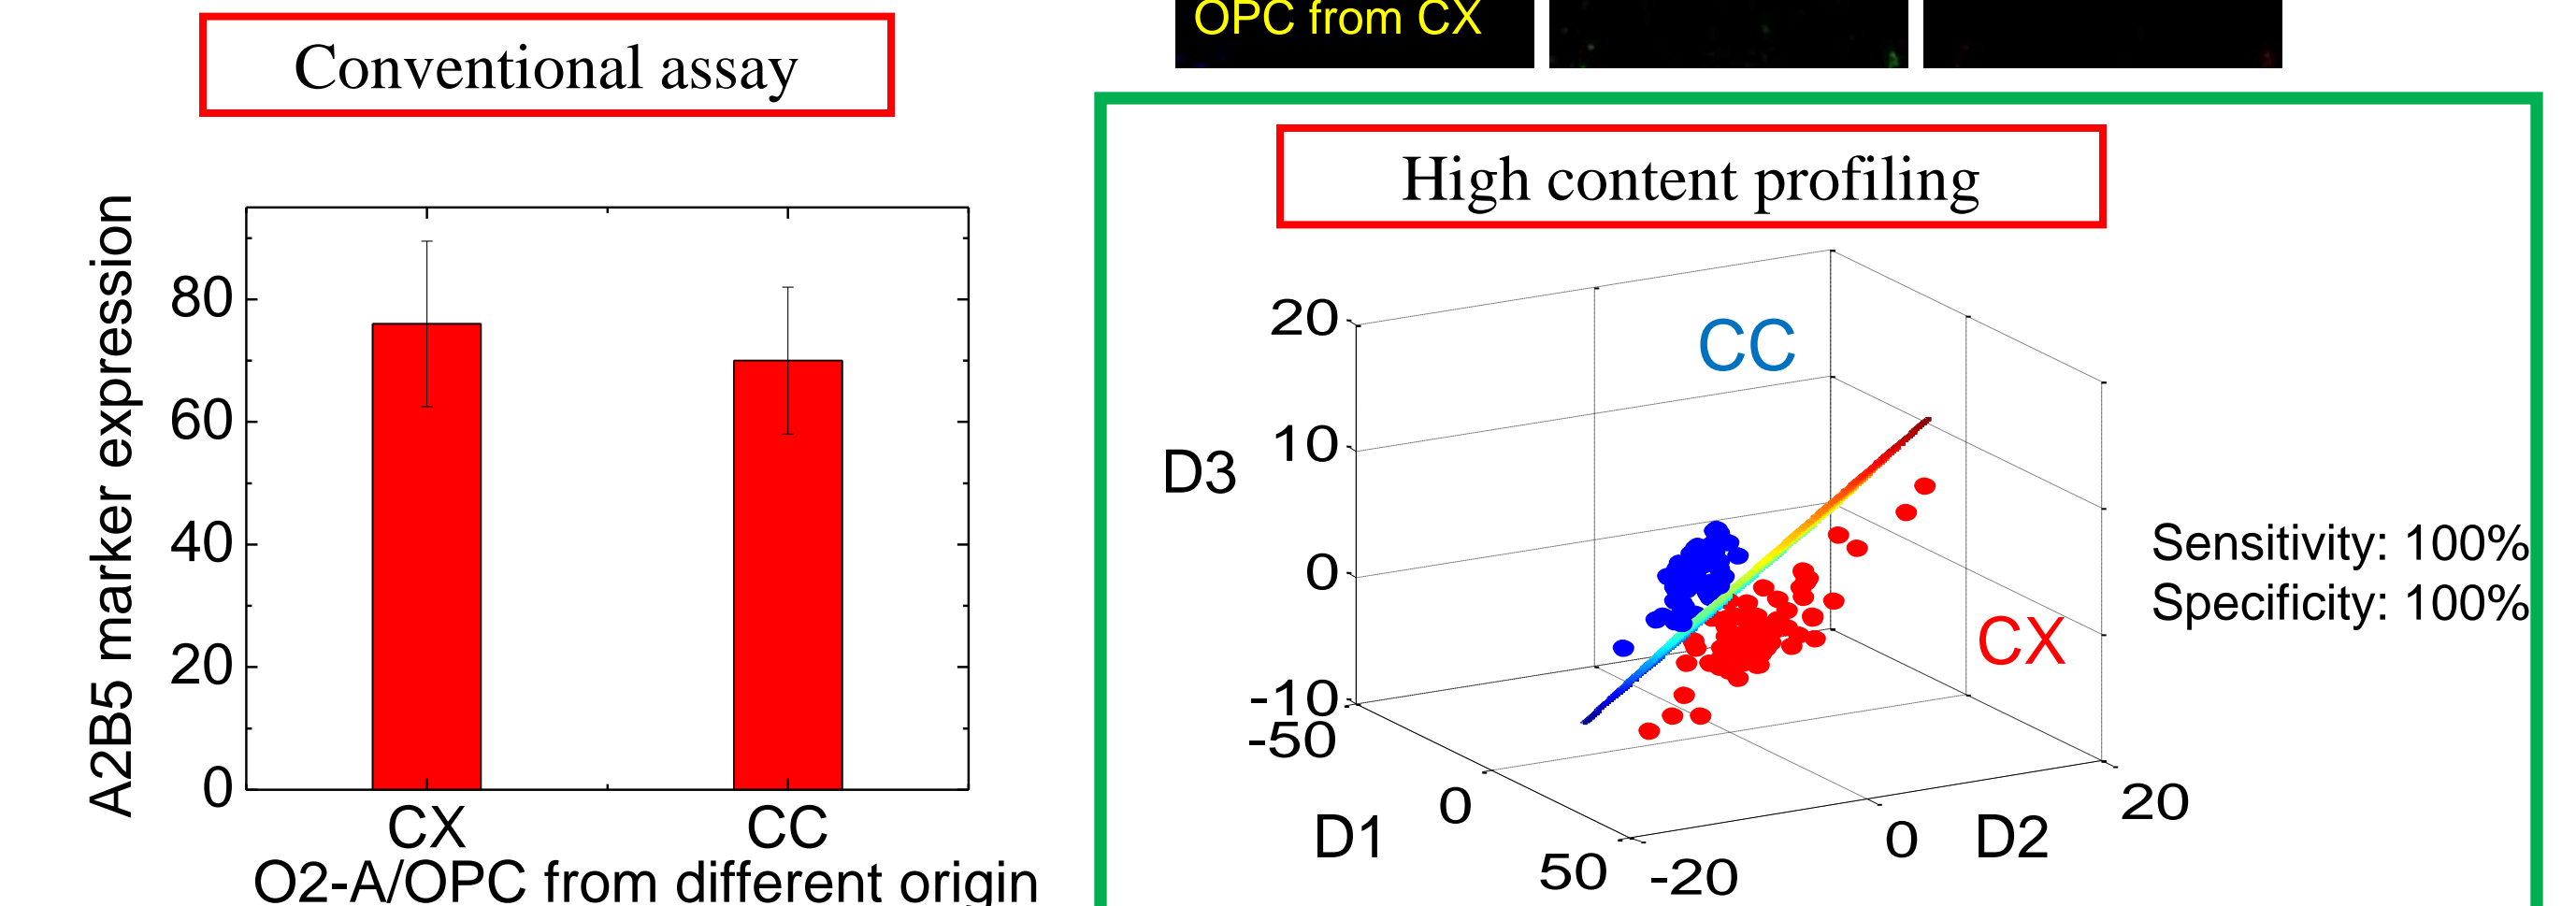 OPC from CX
Conventional assay
A2B5 marker expression
80
60
40
20
0
CX CC
O2-A/OPC from different origin
High content profiling
20
10
0
-10
D3
-50
0
50
D1
-20
0
20
D2
CC
CX
Sensitivity: 100%
Specificity: 100%